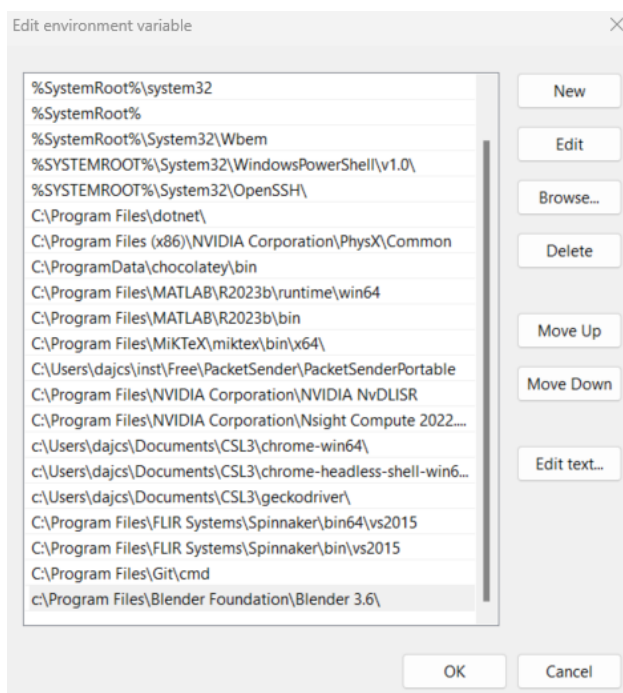 Edit environment variable
%SystemRoot%\system32
%SystemRoot%
%SystemRoot%\System32\Wbem
%SYSTEMROOT%\System32\WindowsPowerShell\v1.0\
%SYSTEMROOT%\System32\OpenSSH\
C:\Program Files\dotnet\
C:\Program Files (x86)\NVIDIA Corporation\PhysX\Common
C:\ProgramData\chocolatey\bin
C:\Program Files\MATLAB\R2023b\runtime\win64
C:\Program Files\MATLAB\R2023b\bin
C:\Program Files\MiKTeX\miktex\bin\x64\
C:\Users\dajcs\inst\Free\PacketSender\PacketSenderPortable
C:\Program Files\NVIDIA Corporation\NVIDIA NvDLISR
C:\Program Files\NVIDIA Corporation\Nsight Compute 2022....
c:\Users\dajcs\Documents\CSL3\chrome-win64\
c:\Users\dajcs\Documents\CSL3\chrome-headless-shell-win6...
c:\Users\dajcs\Documents\CSL3\geckodriver\
C:\Program Files\FLIR Systems\Spinnaker\bin64\vs2015
C:\Program Files\FLIR Systems\Spinnaker\bin\vs2015
C:\Program Files\Git\cmd
c:\Program Files\Blender Foundation\Blender 3.6\
New
Edit
Browse...
Delete
Move Up
Move Down
Edit text...
OK
Cancel